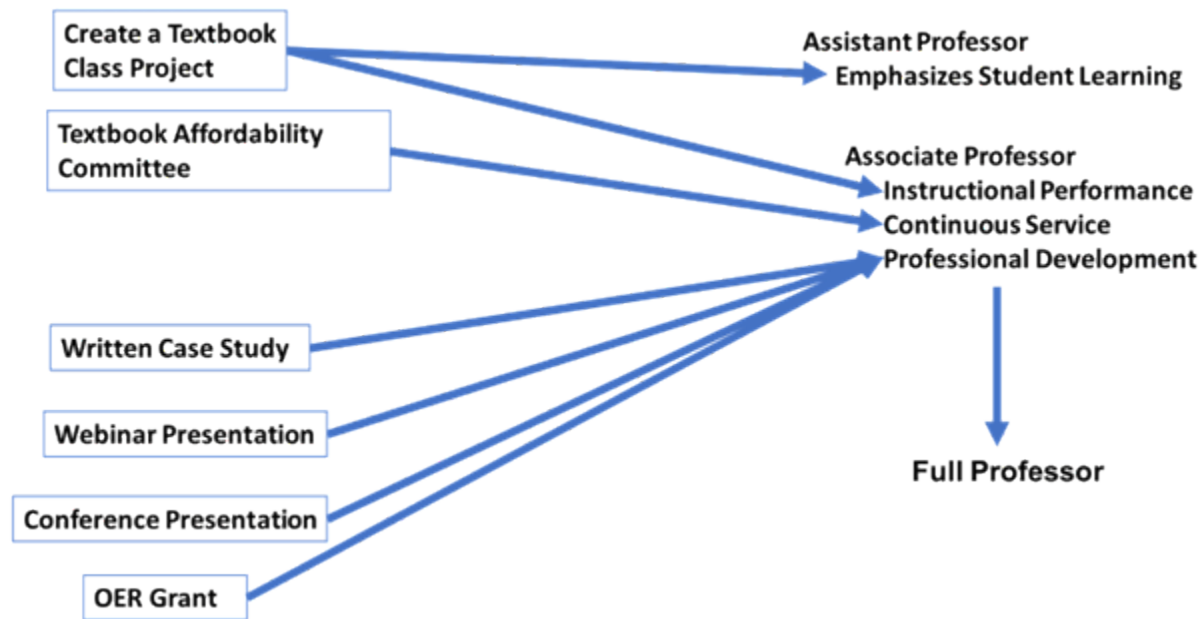 Create a Textbook
Class Project
Textbook Affordability
Committee
Written Case Study
Webinar Presentation
Conference Presentation
OER Grant
Assistant Professor
Emphasizes Student Learning
Associate Professor
Instructional Performance
Continuous Service
Professional Development
Full Professor